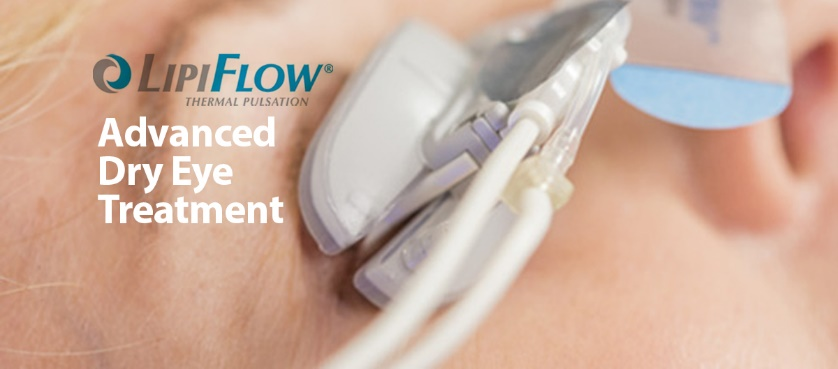 LIPIFLOW®
THERMAL PULSATION
Advanced
Dry Eye
Treatment